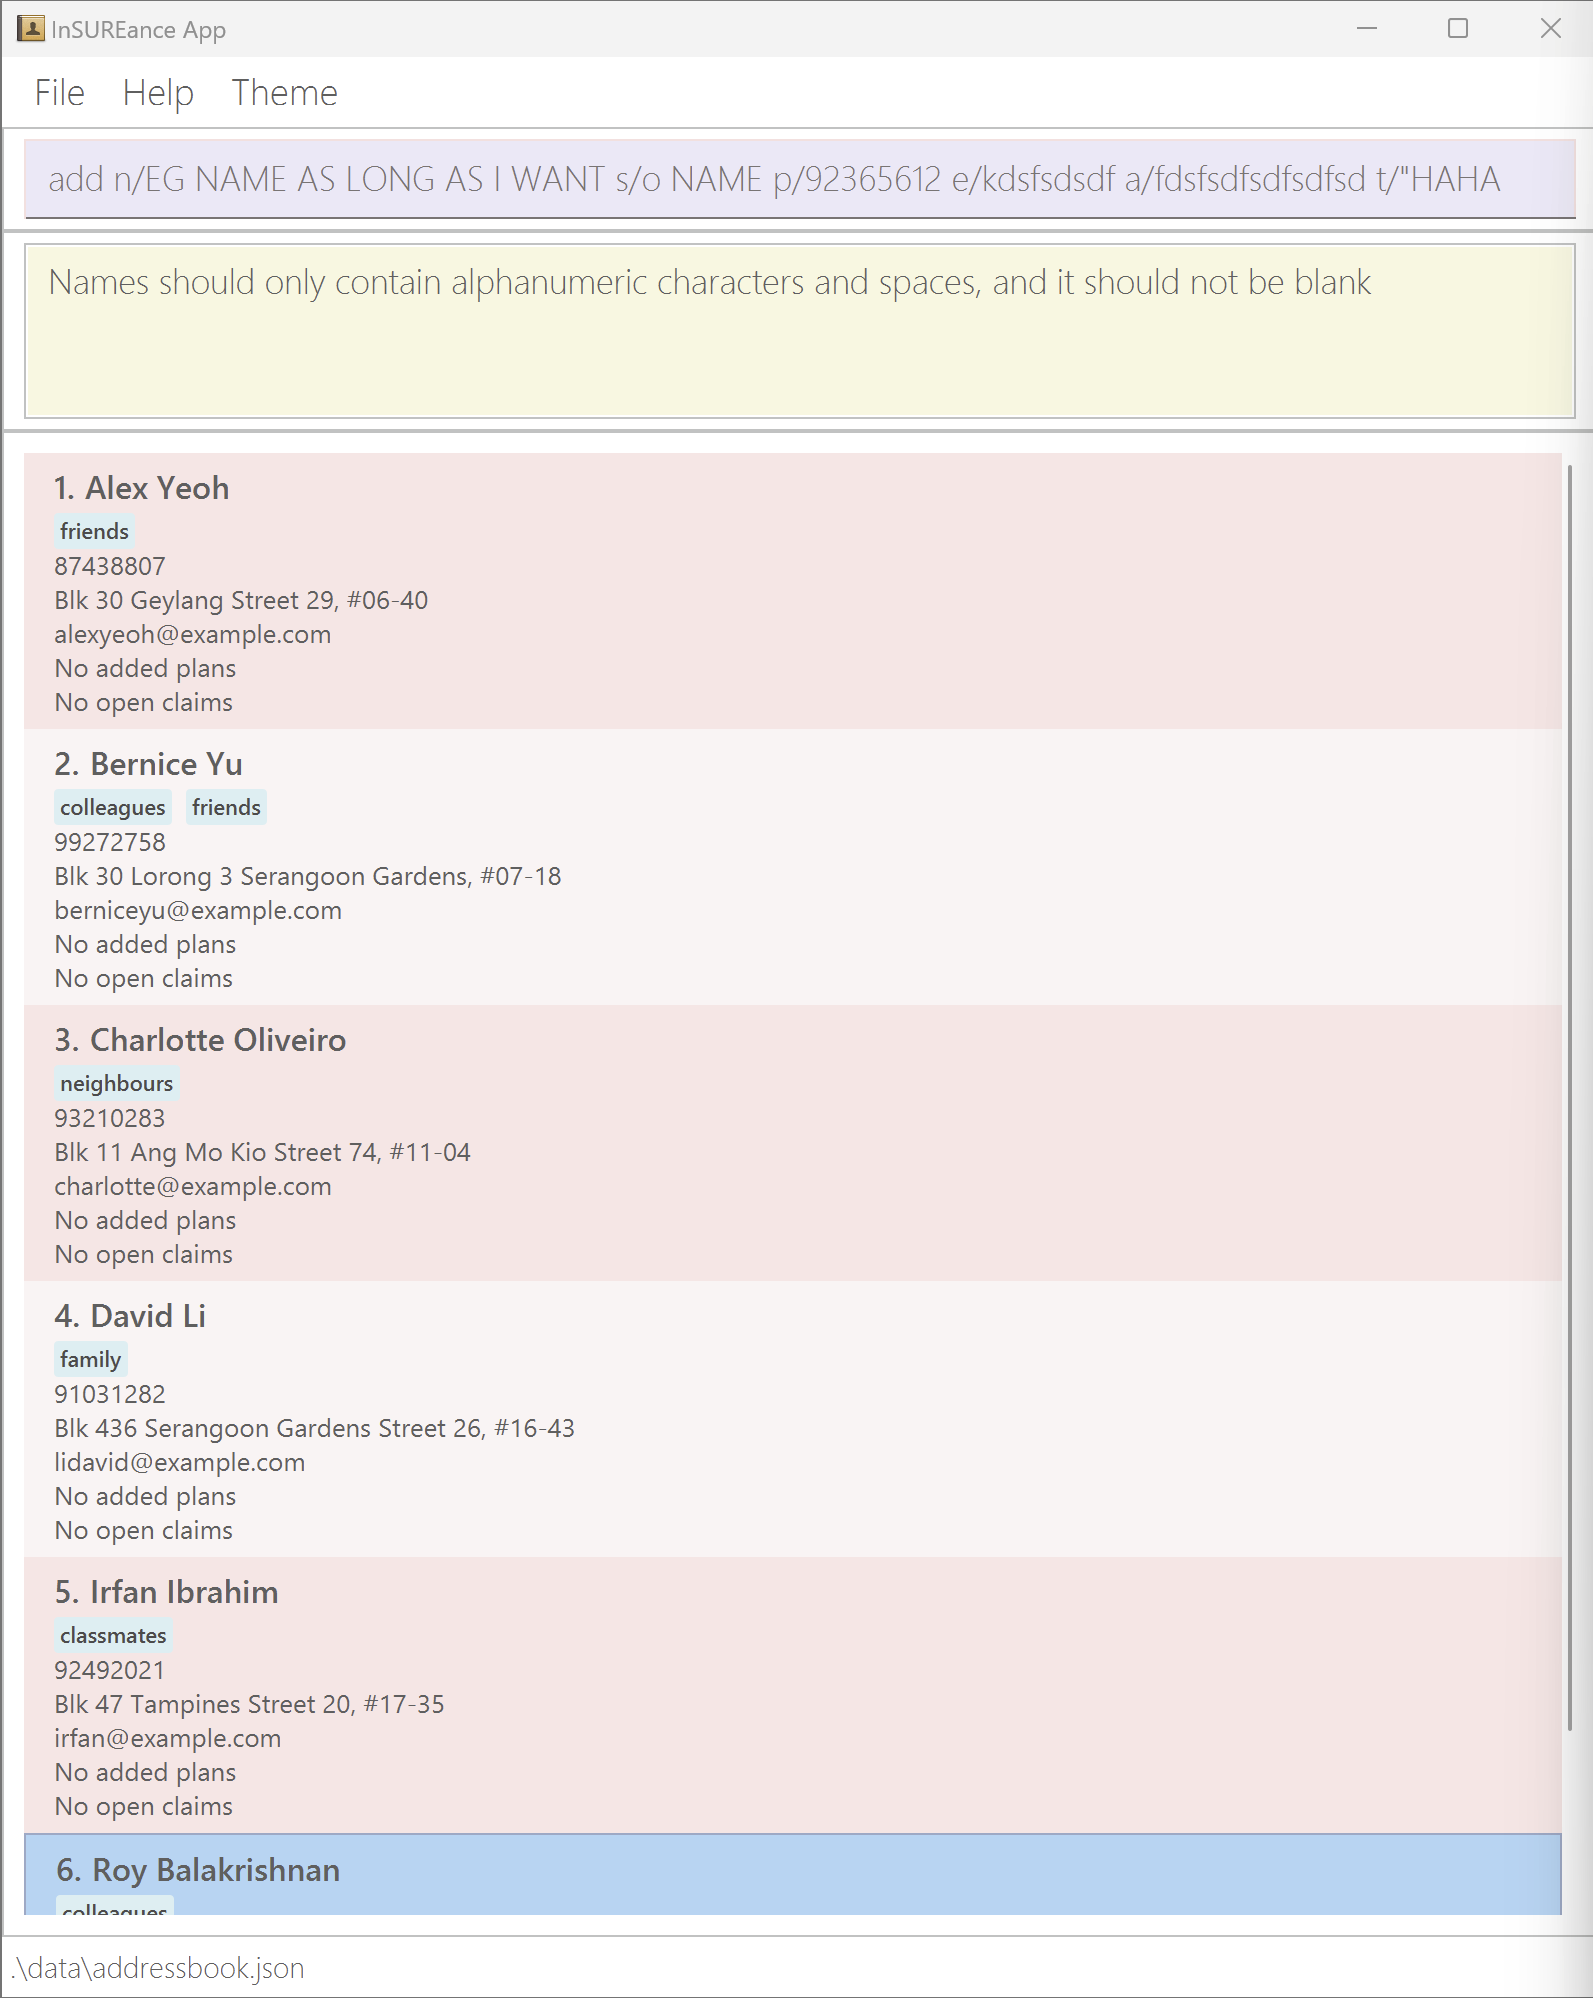 InSUREance App
File Help Theme
add n/EG NAME AS LONG AS I WANT s/o NAME p/92365612 e/kdsfsdsdf a/fdsfsdfsdfsdfsd t/"HAHA
Names should only contain alphanumeric characters and spaces, and it should not be blank
1. Alex Yeoh
friends
87438807
Blk 30 Geylang Street 29, #06-40
alexyeoh@example.com
No added plans
No open claims
2. Bernice Yu
colleagues friends
99272758
Blk 30 Lorong 3 Serangoon Gardens, #07-18
berniceyu@example.com
No added plans
No open claims
3. Charlotte Oliveiro
neighbours
93210283
Blk 11 Ang Mo Kio Street 74, #11-04
charlotte@example.com
No added plans
No open claims
4. David Li
family
91031282
Blk 436 Serangoon Gardens Street 26, #16-43
lidavid@example.com
No added plans
No open claims
5. Irfan Ibrahim
classmates
92492021
Blk 47 Tampines Street 20, #17-35
irfan@example.com
No added plans
No open claims
6. Roy Balakrishnan
colleagues
.\data\addressbook.json